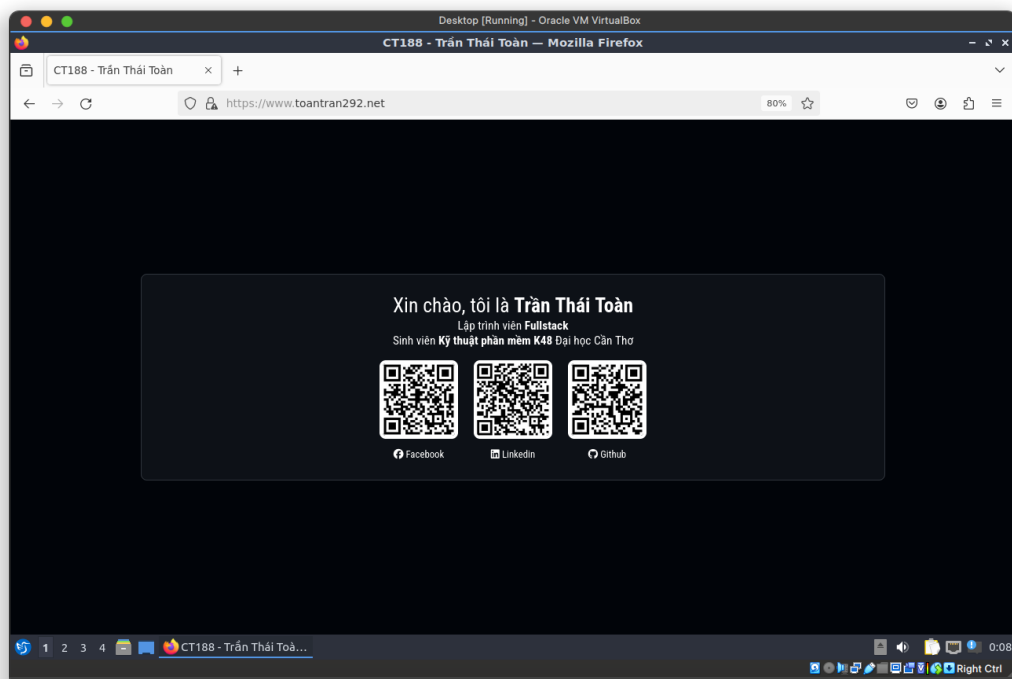 Desktop [Running] - Oracle VM VirtualBox
CT188 - Trần Thái Toàn — Mozilla Firefox
CT188 - Trần Thái Toàn
https://www.toantran292.net
80%
Xin chào, tôi là Trần Thái Toàn
Lập trình viên Fullstack
Sinh viên Kỹ thuật phần mềm K48 Đại học Cần Thơ
Facebook
Linkedin
Github
1 2 3 4 CT188 - Trần Thái Toà... 0:08
Right Ctrl